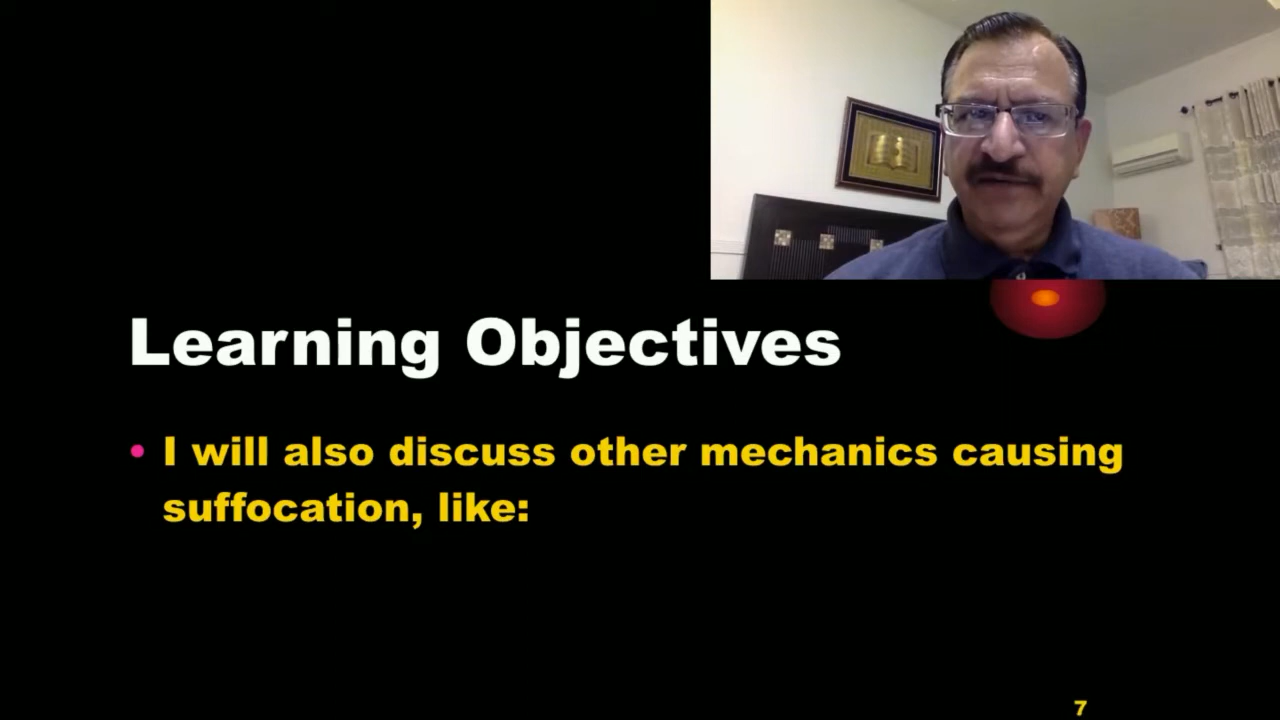 Learning Objectives
• I will also discuss other mechanics causing
suffocation, like:
7